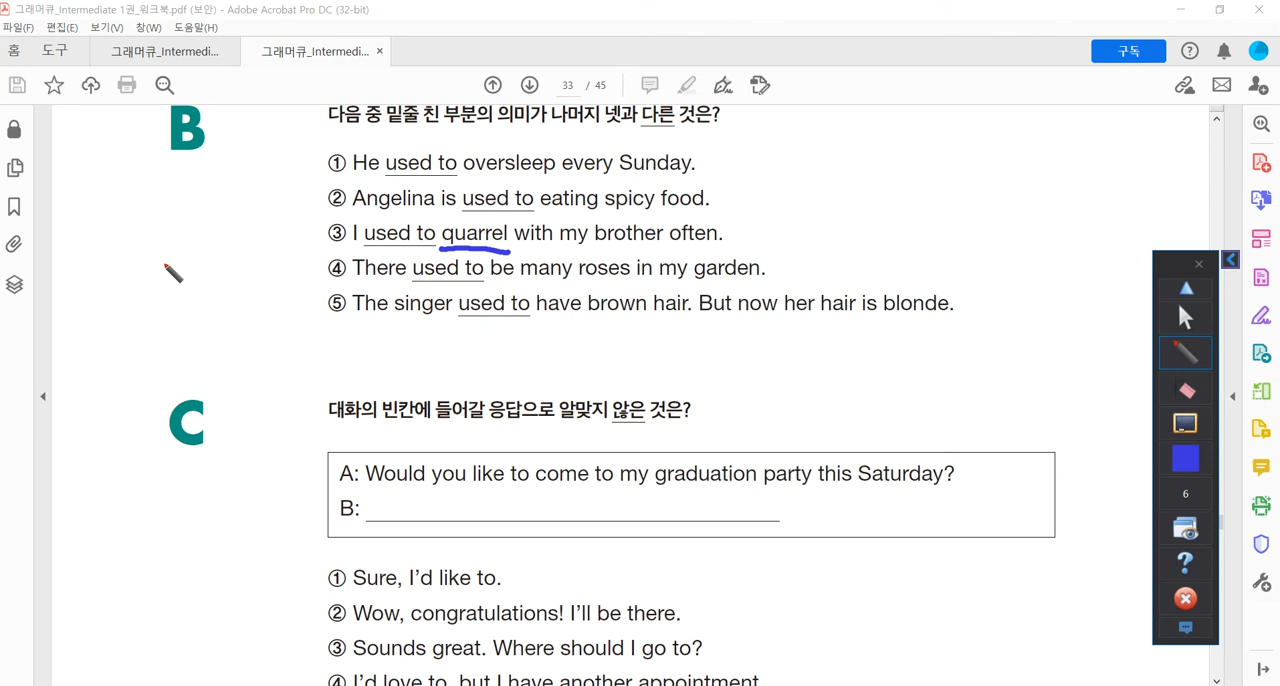 그래머큐_Intermediate 1권_워크북.pdf (보안) - Adobe Acrobat Pro DC (32-bit)
파일(F) 편집(E) 보기(V) 창(W) 도움말(H)
홈 도구 그래머큐_Intermedi... 그래머큐_Intermedi... × 구독
33 / 45
B 다음 중 밑줄 친 부분의 의미가 나머지 넷과 다른 것은?
① He used to oversleep every Sunday.
② Angelina is used to eating spicy food.
③ I used to quarrel with my brother often.
④ There used to be many roses in my garden.
⑤ The singer used to have brown hair. But now her hair is blonde.
C 대화의 빈칸에 들어갈 응답으로 알맞지 않은 것은?
A: Would you like to come to my graduation party this Saturday?
B:
6
① Sure, I'd like to.
② Wow, congratulations! I'll be there.
③ Sounds great. Where should I go to?
④ I'd love to, but I have another appointment.